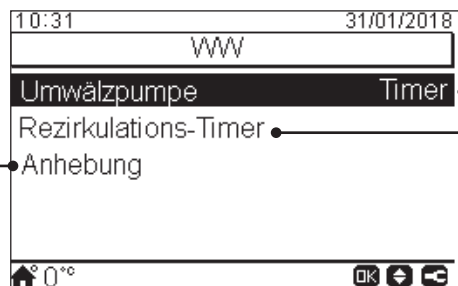 10:31 31/01/2018
WW
Umwälzpumpe Timer
Rezirkulations-Timer
Anhebung
0°C OK